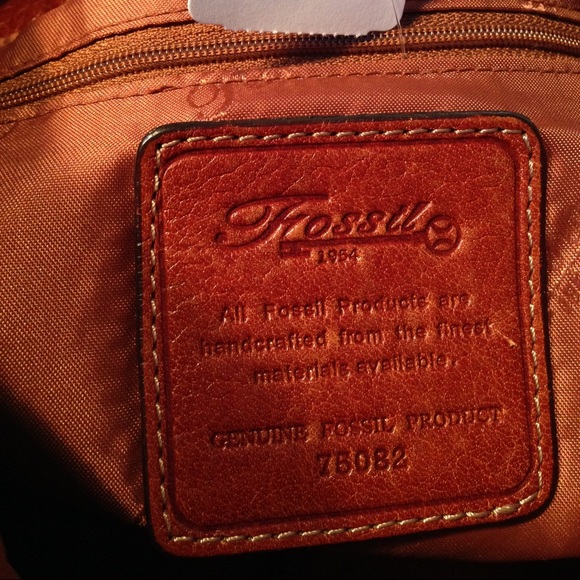 Fossil
1954
All Fossil Products are
handcrafted from the finest
materials available.
GENUINE FOSSIL PRODUCT
75082